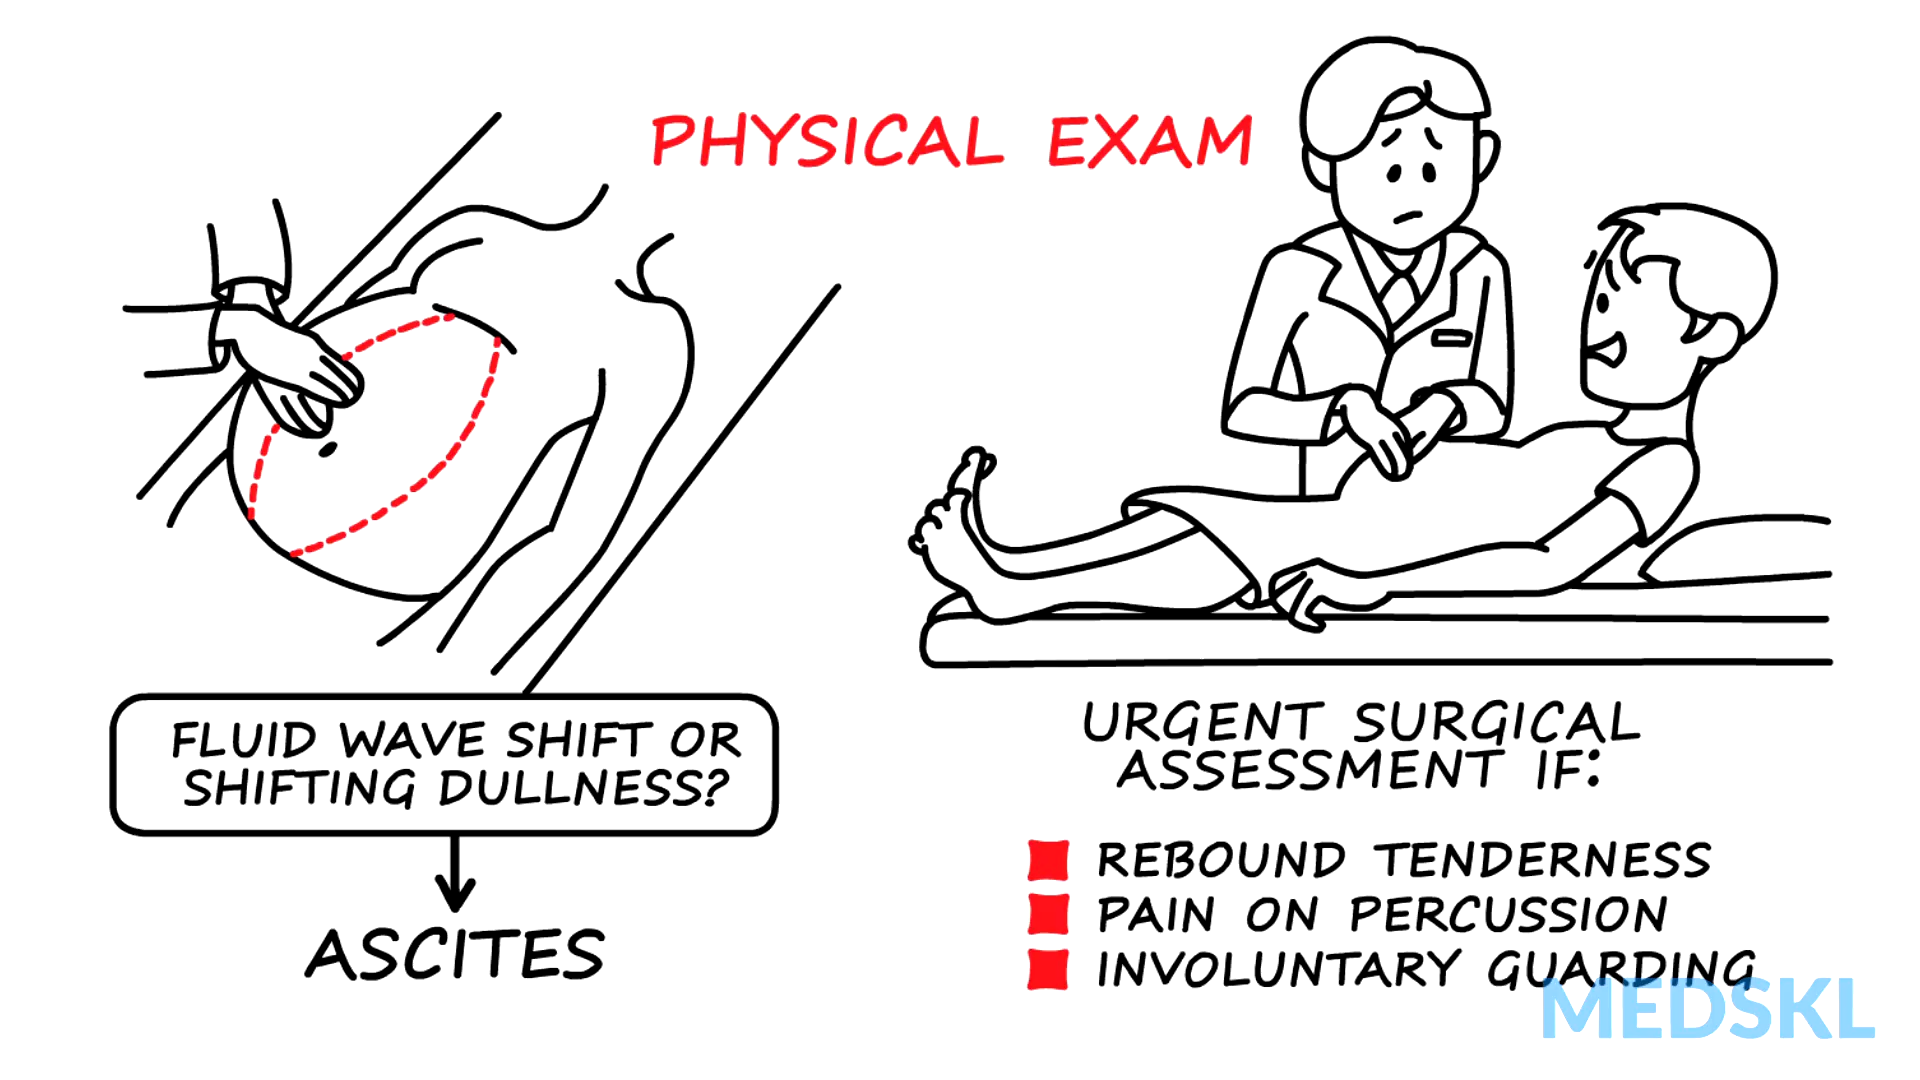 PHYSICAL EXAM
FLUID WAVE SHIFT OR
SHIFTING DULLNESS?
ASCITES
URGENT SURGICAL
ASSESSMENT IF:
REBOUND TENDERNESS
PAIN ON PERCUSSION
INVOLUNTARY GUARDING
MEDSKL